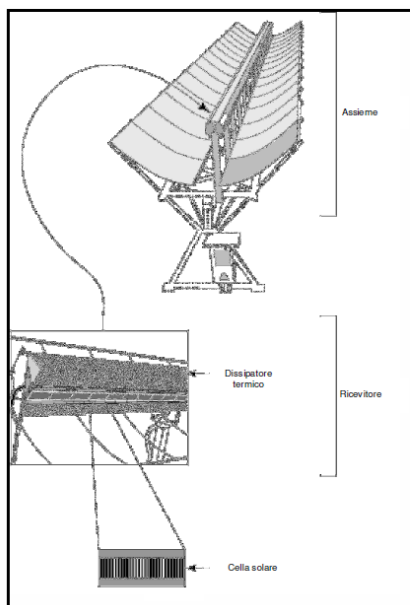 Assieme
Dissipatore
termico
Ricevitore
Cella solare